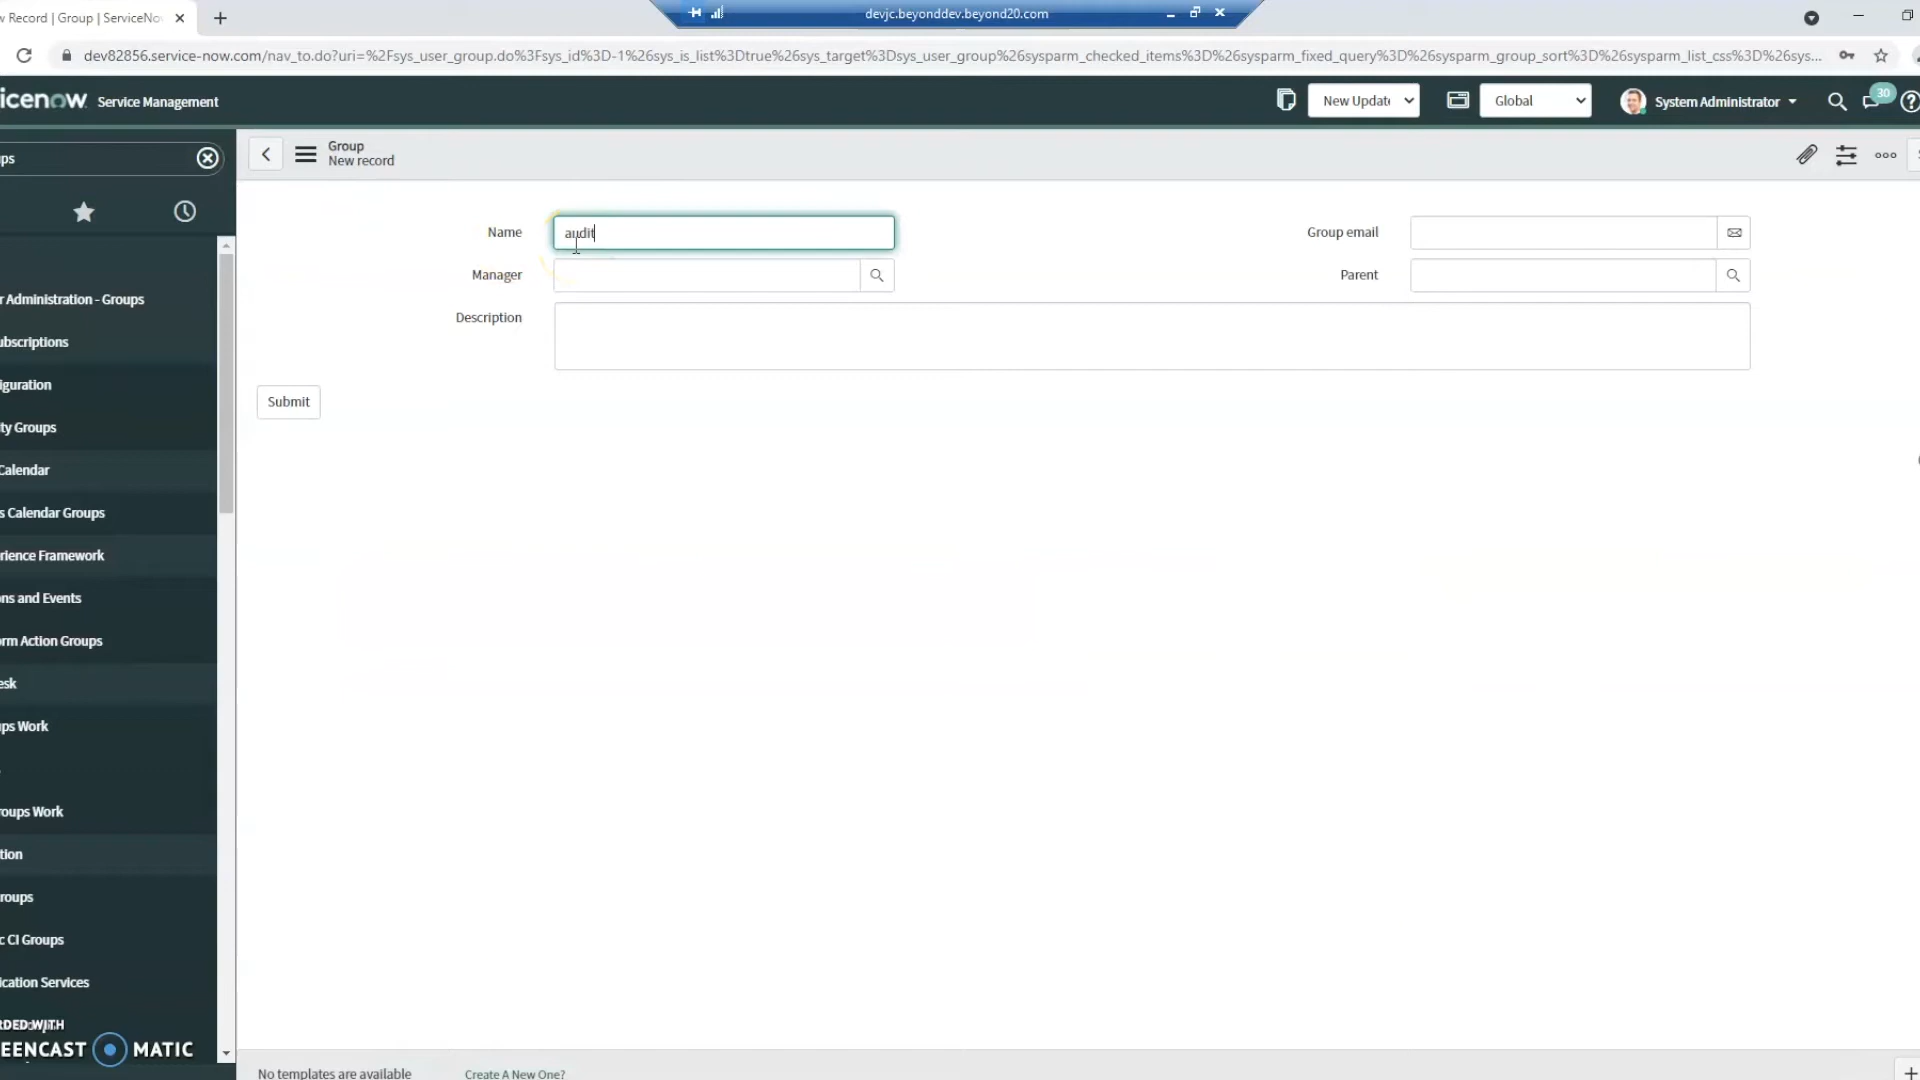 w Record | Group | ServiceNo
devjc.beyonddev.beyond20.com
dev82856.service-now.com/nav_to.do?uri=%2Fsys_user_group.do%3Fsys_id%3D-1%26sys_is_list%3Dtrue%26sys_target%3Dsys_user_group%26sysparm_checked_items%3D%26sysparm_fixed_query%3D%26sysparm_group_sort%3D%26sysparm_list_css%3D%26sys...
icenow Service Management
New Updat
Global
System Administrator
30
ps
Group
New record
Name
audit
Group email
Manager
Parent
Description
Submit
r Administration - Groups
ubscriptions
iguration
ty Groups
Calendar
s Calendar Groups
rience Framework
ons and Events
orm Action Groups
esk
ps Work
roups Work
tion
roups
c CI Groups
ication Services
RDED WITH
EENCAST MATIC
No templates are available
Create A New One?